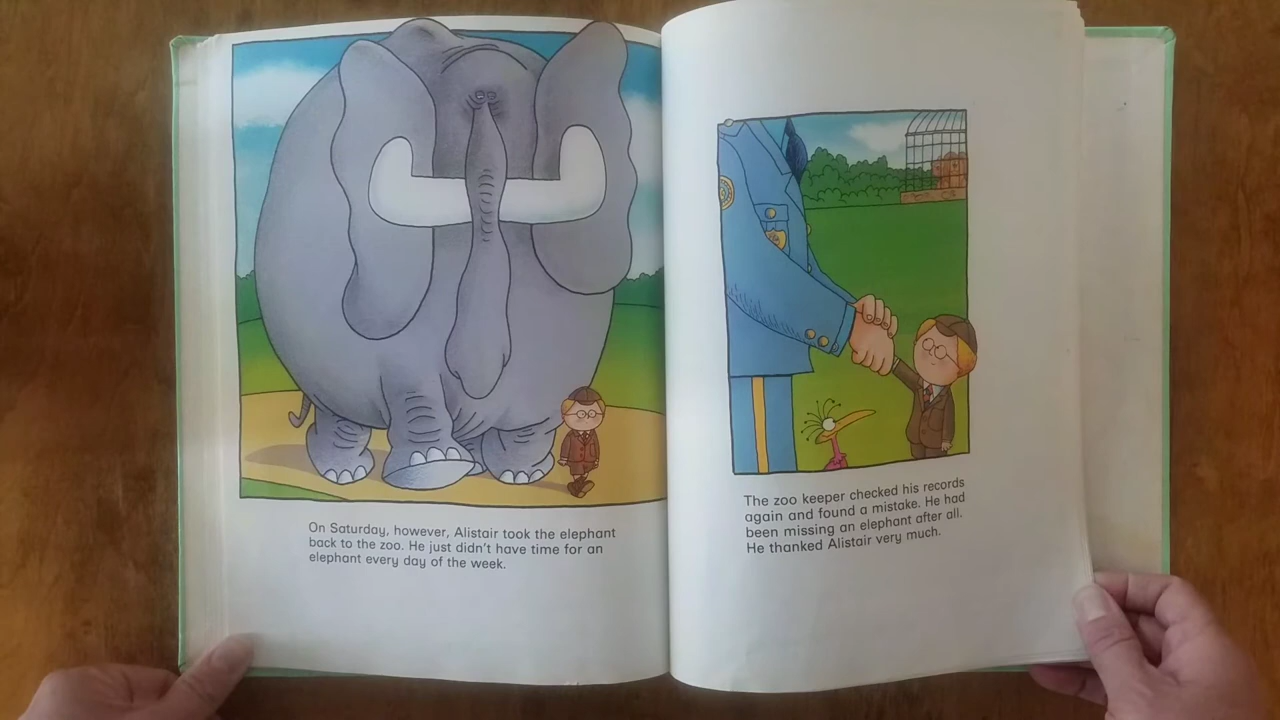 On Saturday, however, Alistair took the elephant
back to the zoo. He just didn't have time for an
elephant every day of the week.
The zoo keeper checked his records
again and found a mistake. He had
been missing an elephant after all.
He thanked Alistair very much.